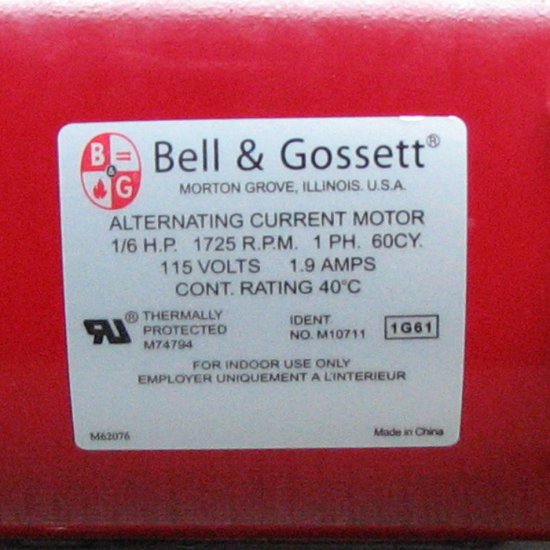 B =
&
G
Bell & Gossett®
MORTON GROVE, ILLINOIS. U.S.A.
ALTERNATING CURRENT MOTOR
1/6 H.P. 1725 R.P.M. 1 PH. 60CY.
115 VOLTS 1.9 AMPS
CONT. RATING 40°C
RU® THERMALLY
PROTECTED
M74794
IDENT
NO. M10711
1G61
FOR INDOOR USE ONLY
EMPLOYER UNIQUEMENT A L'INTERIEUR
M62076
Made in China